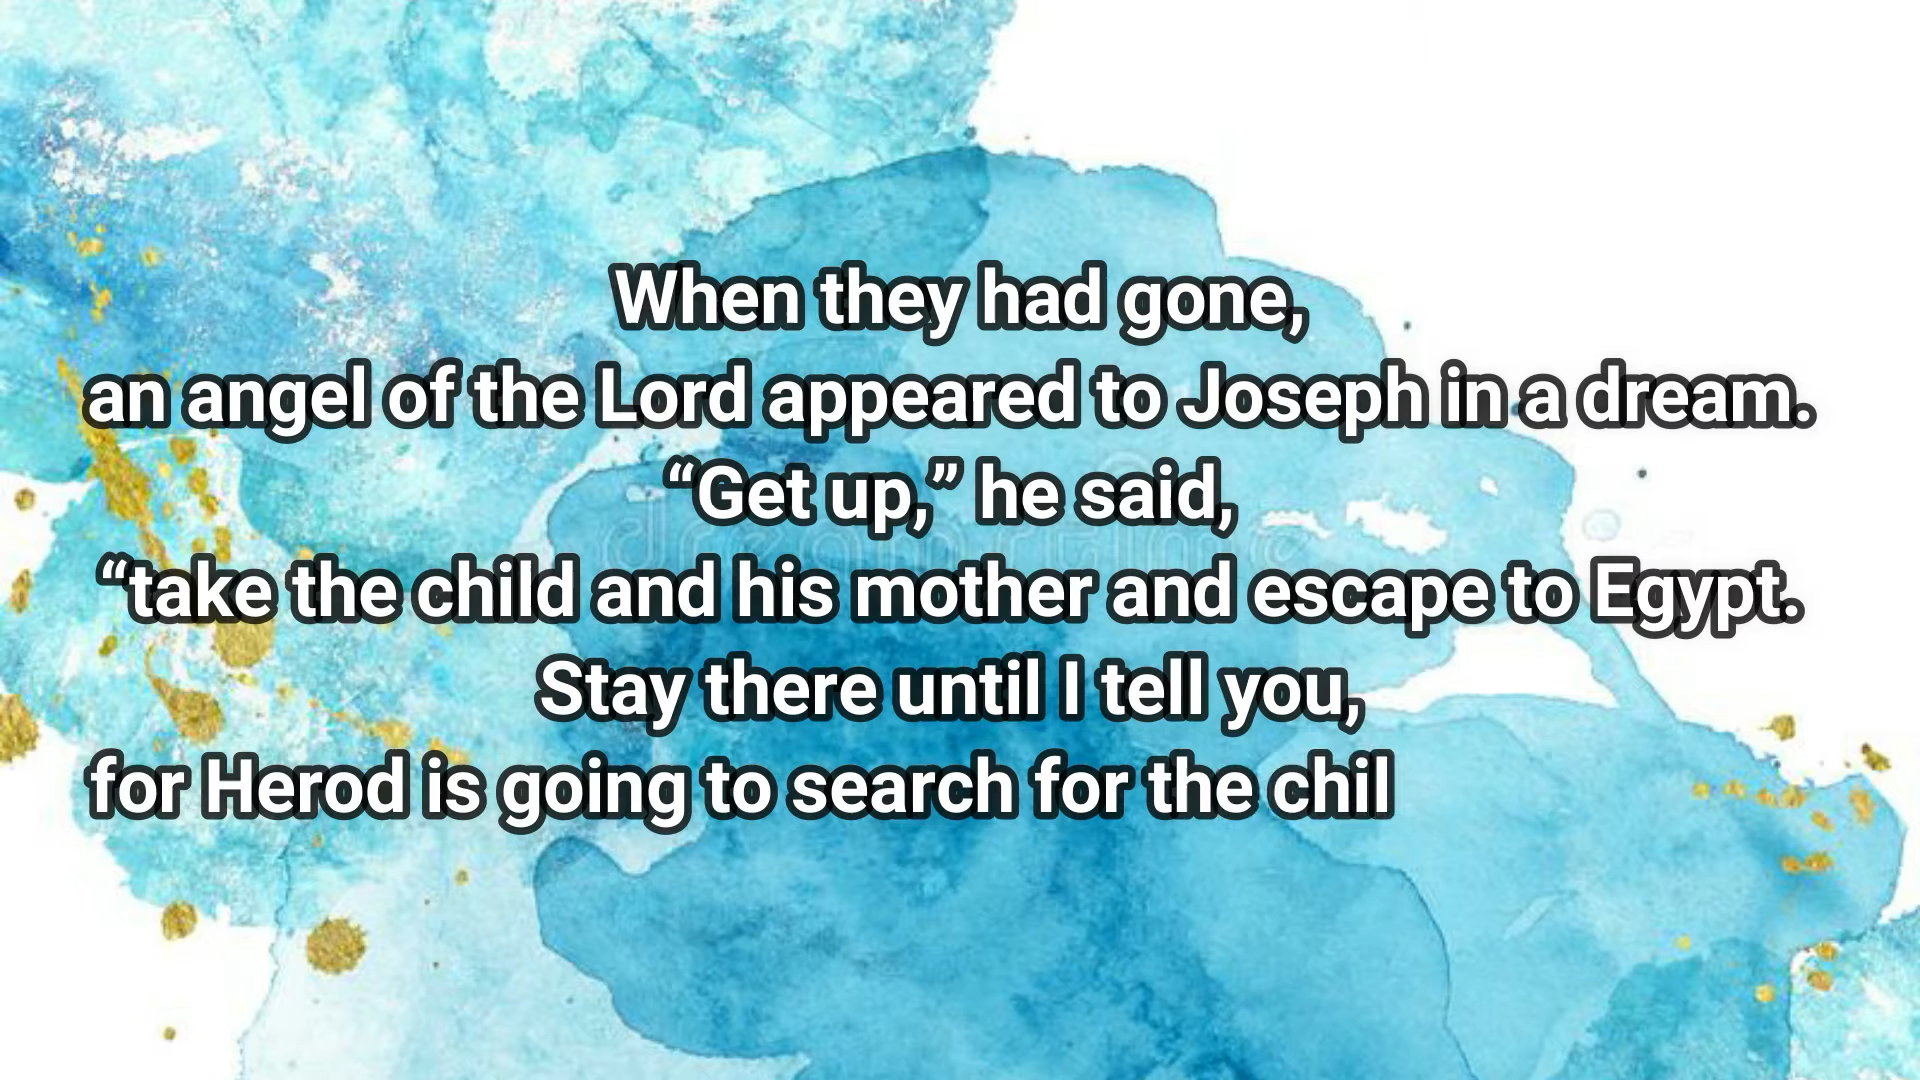 When they had gone,
an angel of the Lord appeared to Joseph in a dream.
“Get up,” he said,
“take the child and his mother and escape to Egypt.
Stay there until I tell you,
for Herod is going to search for the chil
dreamstime